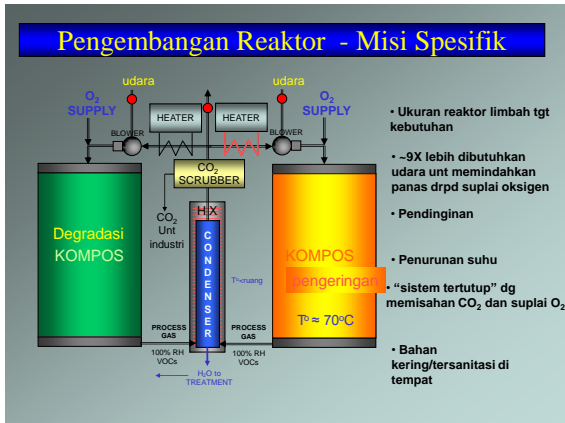 Pengembangan Reaktor - Misi Spesifik
udara
udara
O2
SUPPLY
O2
SUPPLY
HEATER
HEATER
BLOWER
BLOWER
CO2
SCRUBBER
CO2
Unt
industri
HX
CONDENSER
Degradasi
KOMPOS
KOMPOS
pengeringan
To ≈ 70oC
To<ruang
PROCESS
GAS
100% RH
VOCs
PROCESS
GAS
100% RH
VOCs
H2O to
TREATMENT
• Ukuran reaktor limbah tgt
kebutuhan
• ~9X lebih dibutuhkan
udara unt memindahkan
panas drpd suplai oksigen
• Pendinginan
• Penurunan suhu
• “sistem tertutup” dg
memisahan CO2 dan suplai O2
• Bahan
kering/tersanitasi di
tempat